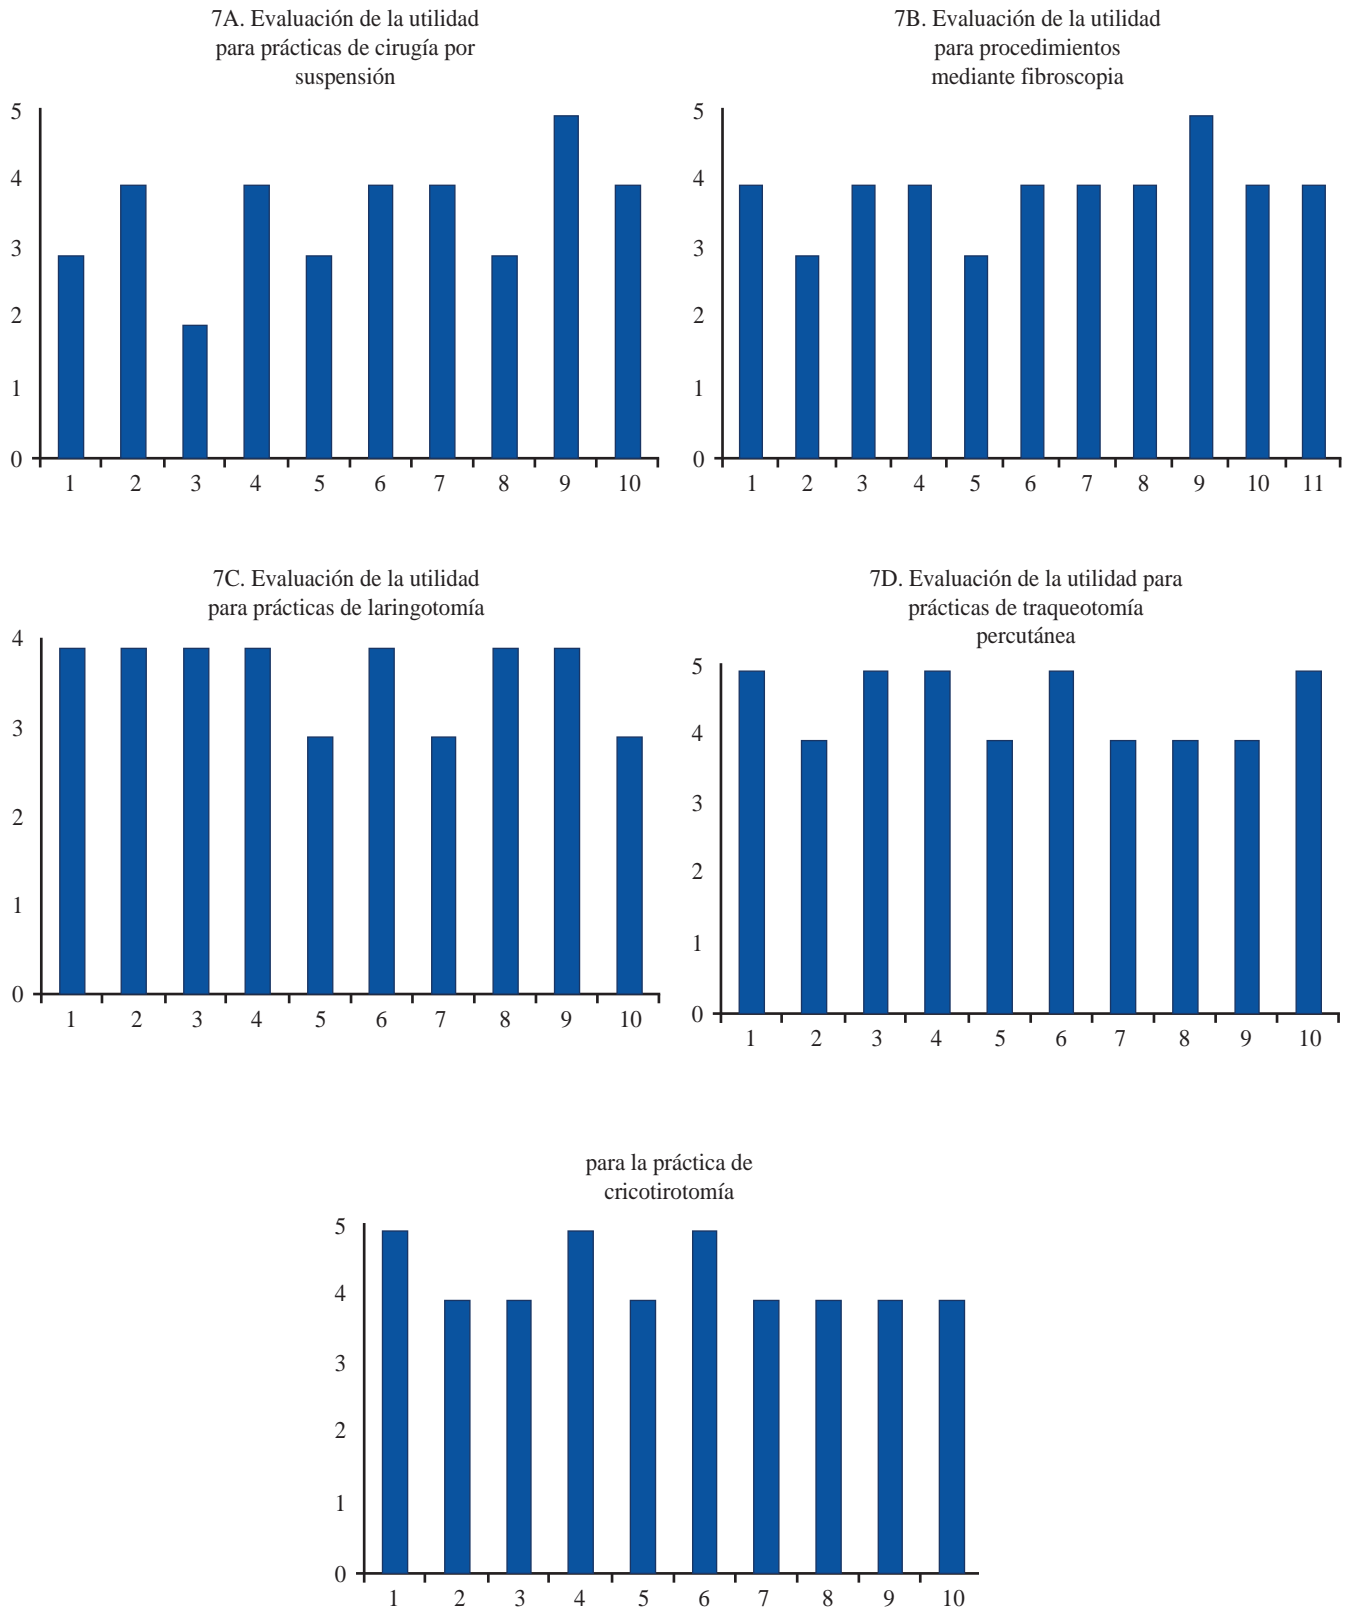 7A. Evaluación de la utilidad
para prácticas de cirugía por
suspensión
5
4
3
2
1
0
1 2 3 4 5 6 7 8 9 10
7B. Evaluación de la utilidad
para procedimientos
mediante fibroscopia
5
4
3
2
1
0
1 2 3 4 5 6 7 8 9 10 11
7C. Evaluación de la utilidad
para prácticas de laringotomía
4
3
2
1
0
1 2 3 4 5 6 7 8 9 10
7D. Evaluación de la utilidad para
prácticas de traqueotomía
percutánea
5
4
3
2
1
0
1 2 3 4 5 6 7 8 9 10
para la práctica de
cricotirotomía
5
4
3
2
1
0
1 2 3 4 5 6 7 8 9 10